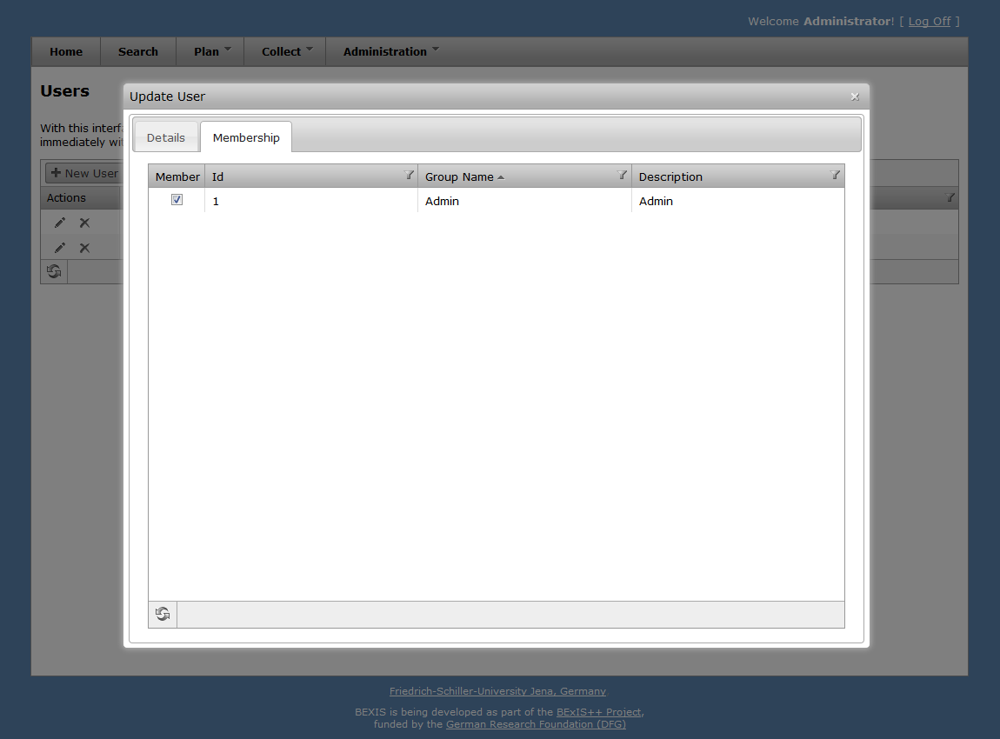 Welcome Administrator! [ Log Off ]
Home Search Plan Collect Administration
Users
With this interf
immediately wi
New User
Actions
Update User
Details Membership
Member Id Group Name Description
1 Admin Admin
Friedrich-Schiller-University Jena, Germany
BEXIS is being developed as part of the BExIS++ Project,
funded by the German Research Foundation (DFG)